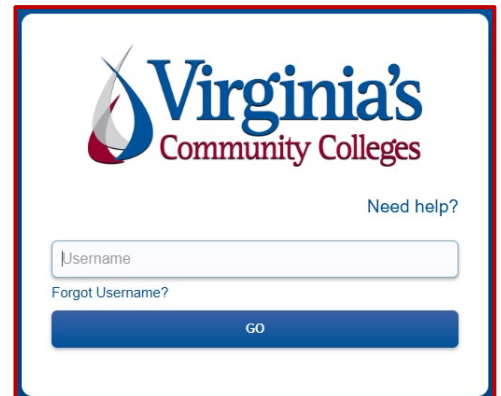 Virginia's
Community Colleges
Need help?
Username
Forgot Username?
GO